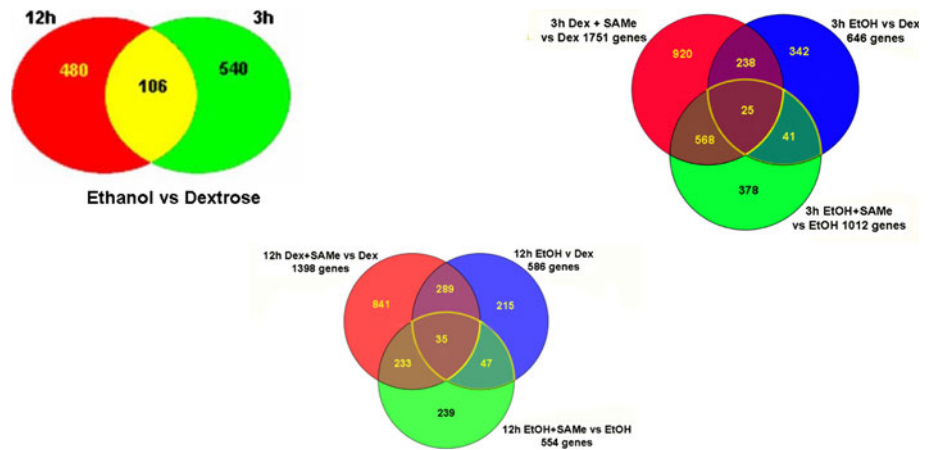 12h
3h
480
106
540
Ethanol vs Dextrose
3h Dex + SAMe
vs Dex 1751 genes
3h EtOH vs Dex
646 genes
920
238
342
25
568
41
378
3h EtOH+SAMe
vs EtOH 1012 genes
12h Dex+SAMe vs Dex
1398 genes
12h EtOH v Dex
586 genes
841
289
215
35
233
47
239
12h EtOH+SAMe vs EtOH
554 genes